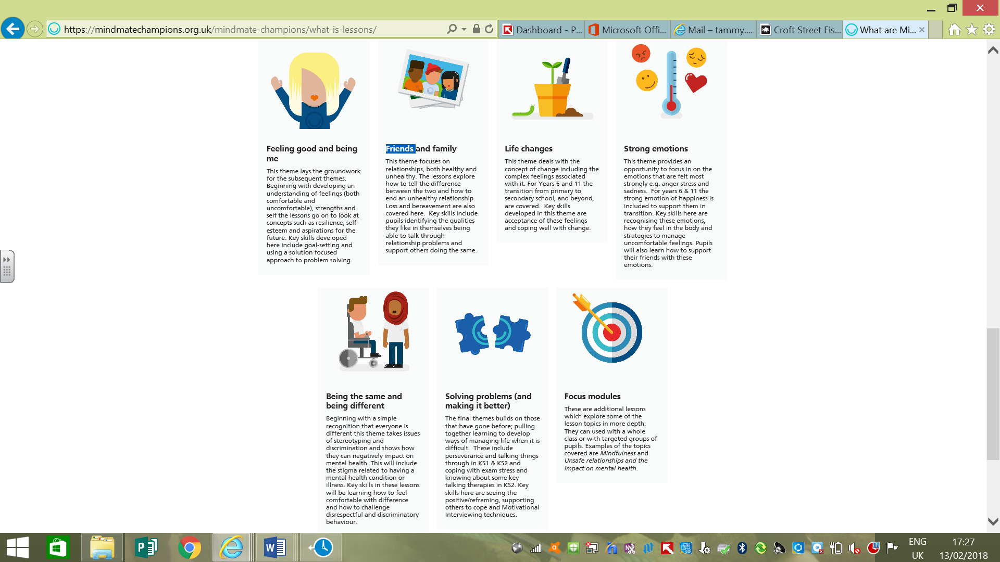 https://mindmatechampions.org.uk/mindmate-champions/what-is-lessons/
Dashboard - P...
Microsoft Offi...
Mail – tammy....
Croft Street Fis...
What are Mi...
Feeling good and being
me
This theme lays the groundwork
for the subsequent themes.
Beginning with developing an
understanding of feelings (both
comfortable and
uncomfortable), strengths and
self the lessons go on to look at
concepts such as resilience, self-
esteem and aspirations for the
future. Key skills developed
here include goal-setting and
using a solution focused
approach to problem solving.
Friends and family
This theme focuses on
relationships, both healthy and
unhealthy. The lessons explore
how to tell the difference
between the two and how to
end an unhealthy relationship.
Loss and bereavement are also
covered here.  Key skills include
pupils identifying the qualities
they like in themselves being
able to talk through
relationship problems and
support others doing the same.
Life changes
This theme deals with the
concept of change including the
complex feelings associated
with it. For Years 6 and 11 the
transition from primary to
secondary school, and beyond,
are covered.  Key skills
developed in this theme are
acceptance of these feelings
and coping well with change.
Strong emotions
This theme provides an
opportunity to focus in on the
emotions that are felt most
strongly e.g. anger stress and
sadness.  For years 6 & 11 the
strong emotion of happiness is
included to support them in
transition. Key skills here are
recognising these emotions,
how they feel in the body and
strategies to manage
uncomfortable feelings. Pupils
will also learn how to support
their friends with these
emotions.
Being the same and
being different
Beginning with a simple
recognition that everyone is
different this theme takes issues
of stereotyping and
discrimination and shows how
they can negatively impact on
mental health. This will include
the stigma related to having a
mental health condition or
illness. Key skills in these lessons
will be learning how to feel
comfortable with difference
and how to challenge
disrespectful and discriminatory
behaviour.
Solving problems (and
making it better)
The final themes builds on those
that have gone before; pulling
together learning to develop
ways of managing life when it is
difficult.  These include
perseverance and talking things
through in KS1 & KS2 and
coping with exam stress and
knowing about some key
talking therapies in KS2. Key
skills here are seeing the
positive/reframing, supporting
others to cope and Motivational
Interviewing techniques.
Focus modules
These are additional lessons
which explore some of the
lesson topics in more depth.
They can used with a whole
class or with targeted groups of
pupils. Examples of the topics
covered are Mindfulness and
Unsafe relationships and the
impact on mental health.
ENG
UK
17:27
13/02/2018